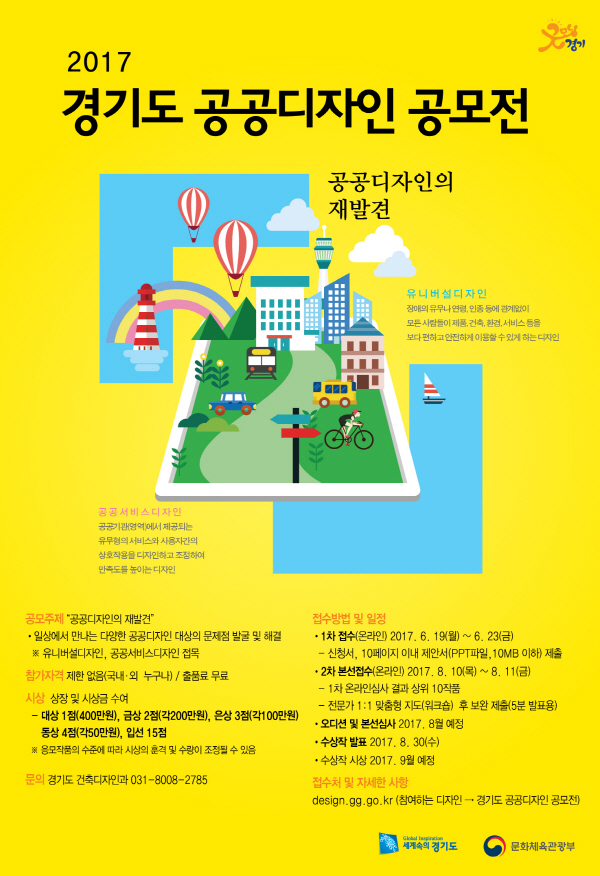 굿모닝
경기
2017
경기도 공공디자인 공모전
공공디자인의
재발견
유니버설디자인
장애의 유무나 연령, 인종 등에 관계없이
모든 사람들이 제품, 건축, 환경, 서비스 등을
보다 편하고 안전하게 이용할 수 있게 하는 디자인
공공서비스디자인
공공기관(영역)에서 제공되는
유무형의 서비스와 사용자간의
상호작용을 디자인하고 조정하여
만족도를 높이는 디자인
공모주제 "공공디자인의 재발견"
• 일상에서 만나는 다양한 공공디자인 대상의 문제점 발굴 및 해결
※ 유니버설디자인, 공공서비스디자인 접목
참가자격 제한 없음(국내·외 누구나) / 출품료 무료
시상 상장 및 시상금 수여
– 대상 1점(400만원), 금상 2점(각200만원), 은상 3점(각100만원)
동상 4점(각50만원), 입선 15점
※ 응모작품의 수준에 따라 시상의 훈격 및 수량이 조정될 수 있음
문의 경기도 건축디자인과 031-8008-2785
접수방법 및 일정
• 1차 접수(온라인) 2017. 6. 19(월) ~ 6. 23(금)
– 신청서, 10페이지 이내 제안서(PPT파일,10MB 이하) 제출
• 2차 본선접수(온라인) 2017. 8. 10(목) ~ 8. 11(금)
– 1차 온라인심사 결과 상위 10작품
– 전문가 1:1 맞춤형 지도(워크숍) 후 보완 제출(5분 발표용)
• 오디션 및 본선심사 2017. 8월 예정
• 수상작 발표 2017. 8. 30(수)
• 수상작 시상 2017. 9월 예정
접수처 및 자세한 사항
design.gg.go.kr (참여하는 디자인 → 경기도 공공디자인 공모전)
Global Inspiration
세계속의 경기도
문화체육관광부